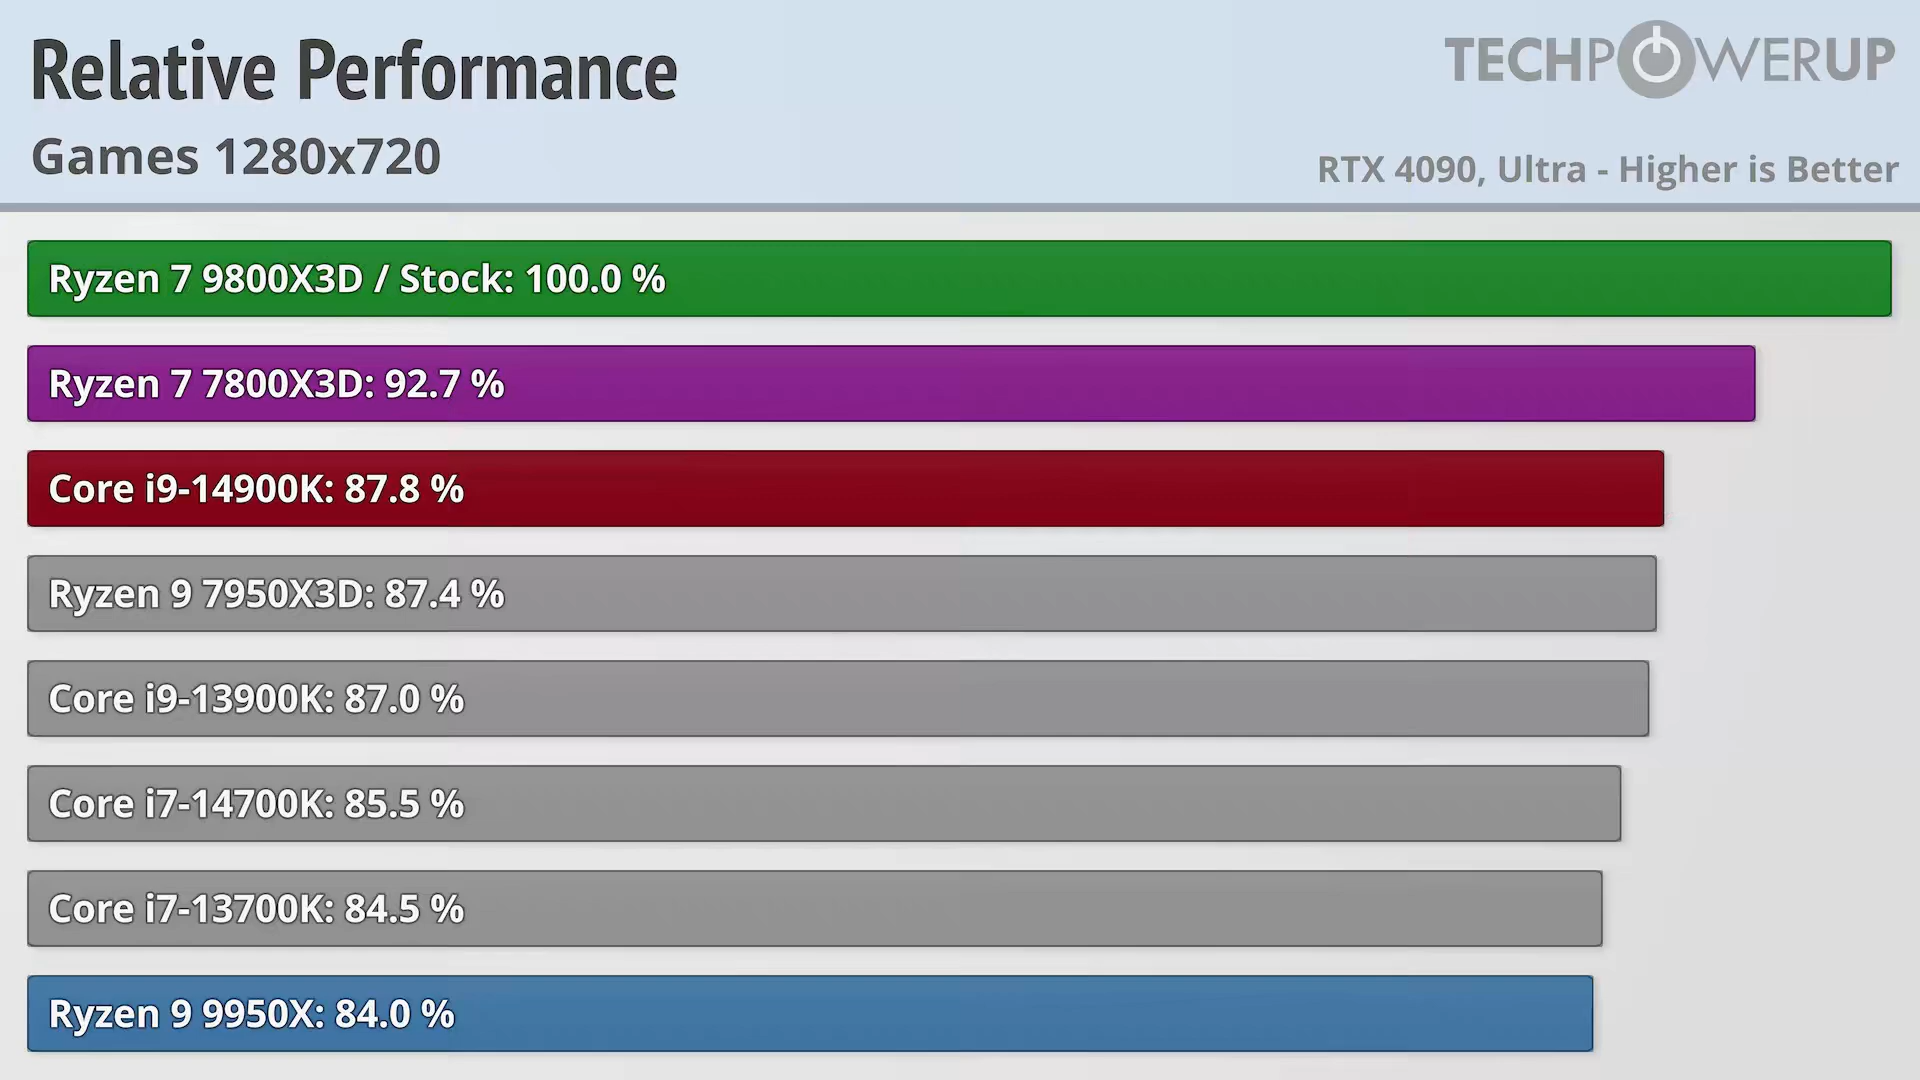 Relative Performance
TECHPOWERUP
Games 1280x720
RTX 4090, Ultra - Higher is Better
Ryzen 7 9800X3D / Stock: 100.0 %
Ryzen 7 7800X3D: 92.7 %
Core i9-14900K: 87.8 %
Ryzen 9 7950X3D: 87.4 %
Core i9-13900K: 87.0 %
Core i7-14700K: 85.5 %
Core i7-13700K: 84.5 %
Ryzen 9 9950X: 84.0 %